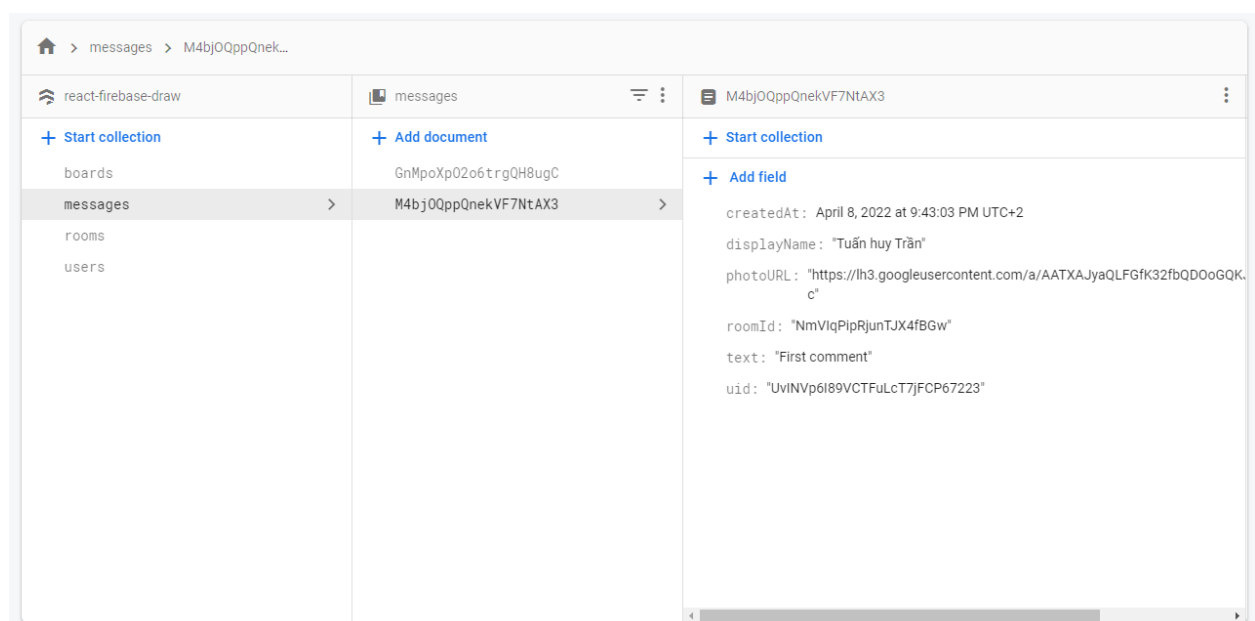 messages > M4bjOQppQnek...
react-firebase-draw
messages
M4bjOQppQnekVF7NtAX3
+ Start collection
+ Add document
+ Start collection
boards
messages
rooms
users
GnMpoXpO2o6trgQH8ugC
M4bjOQppQnekVF7NtAX3
+ Add field
createdAt: April 8, 2022 at 9:43:03 PM UTC+2
displayName: "Tuấn huy Trần"
photoURL: "https://lh3.googleusercontent.com/a/AATXAJyaQLFGfK32fbQDOoGQK
c"
roomId: "NmVIqPipRjunTJX4fBGw"
text: "First comment"
uid: "UvINVp6I89VCTFuLcT7jFCP67223"